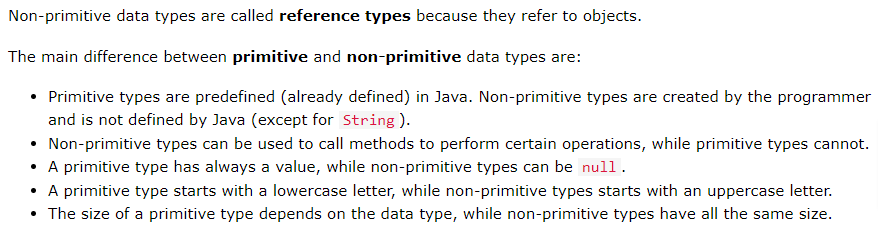 Non-primitive data types are called reference types because they refer to objects.
The main difference between primitive and non-primitive data types are:
• Primitive types are predefined (already defined) in Java. Non-primitive types are created by the programmer
and is not defined by Java (except for String ).
• Non-primitive types can be used to call methods to perform certain operations, while primitive types cannot.
• A primitive type has always a value, while non-primitive types can be null .
• A primitive type starts with a lowercase letter, while non-primitive types starts with an uppercase letter.
• The size of a primitive type depends on the data type, while non-primitive types have all the same size.